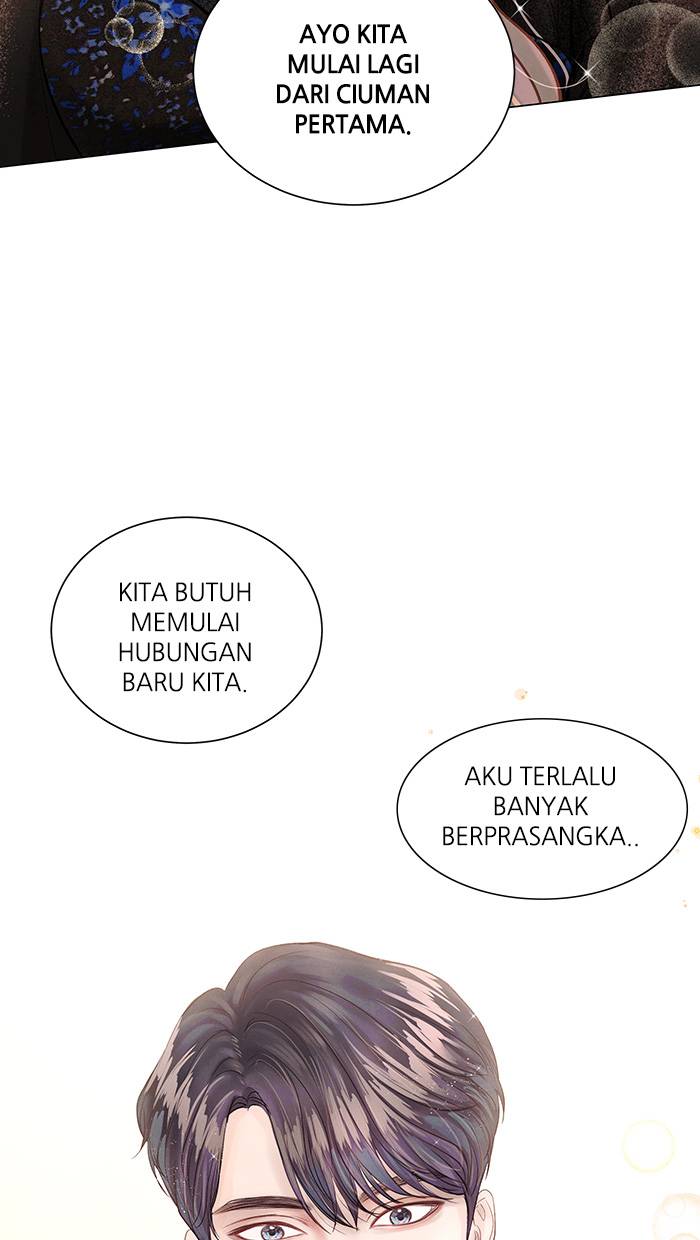 AYO KITA
MULAI LAGI
DARI CIUMAN
PERTAMA.
KITA BUTUH
MEMULAI
HUBUNGAN
BARU KITA.
AKU TERLALU
BANYAK
BERPRASANGKA..